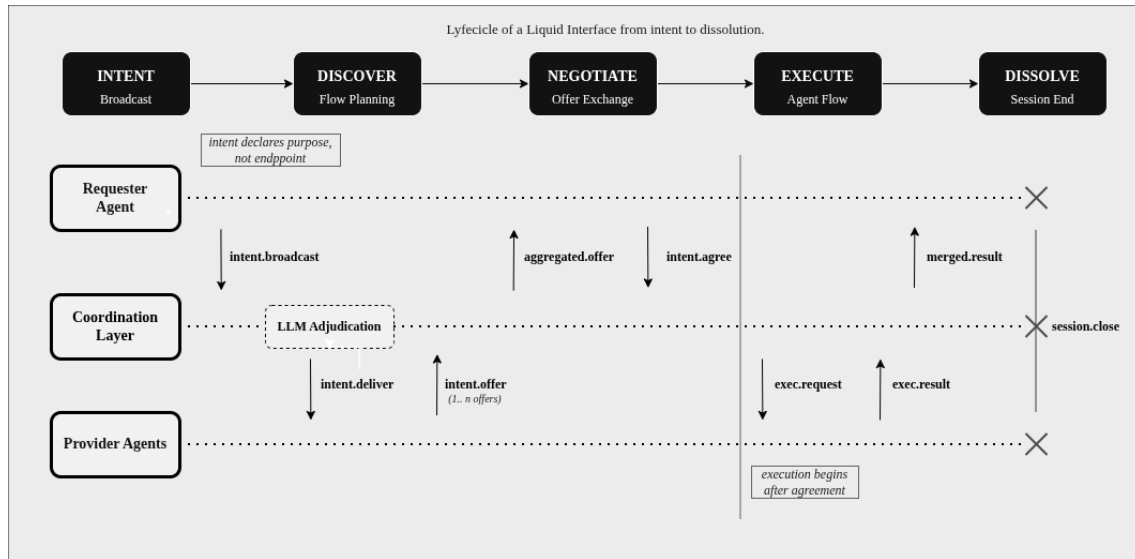 Lyfecicle of a Liquid Interface from intent to dissolution.
INTENT
Broadcast
DISCOVER
Flow Planning
NEGOTIATE
Offer Exchange
EXECUTE
Agent Flow
DISSOLVE
Session End
intent declares purpose,
not endppoint
Requester
Agent
intent.broadcast
aggregated.offer
intent.agree
merged.result
Coordination
Layer
LLM Adjudication
session.close
intent.deliver
intent.offer
(1.. n offers)
exec.request
exec.result
Provider Agents
execution begins
after agreement